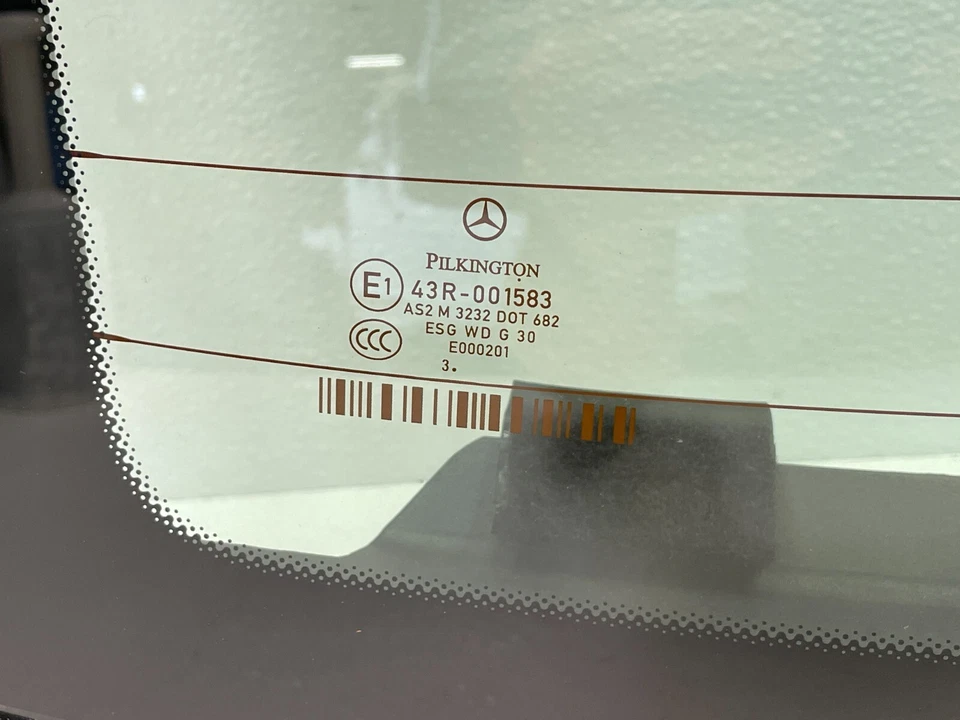 PILKINGTON
E1 43R-001583
AS2 M 3232 DOT 682
CCC ESG WD G 30
E000201
3.